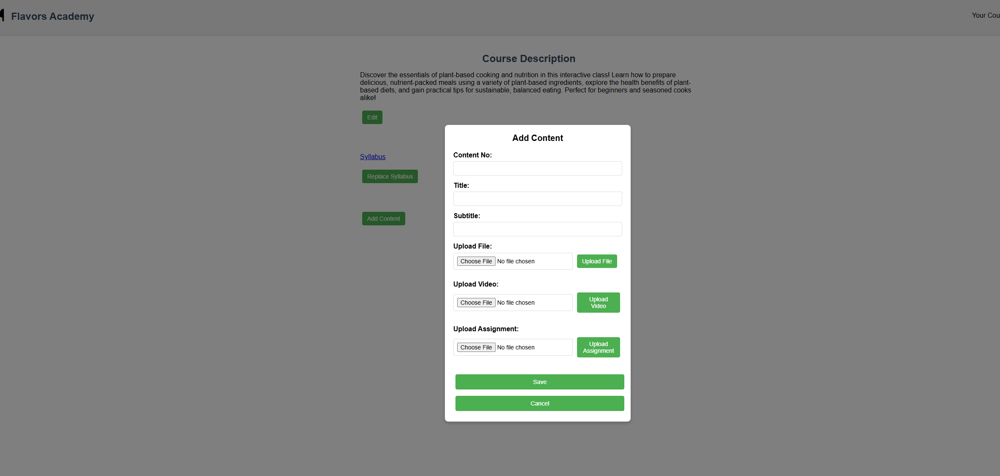 Flavors Academy
Your Cou
Course Description
Discover the essentials of plant-based cooking and nutrition in this interactive class! Learn how to prepare
delicious, nutrient-packed meals using a variety of plant-based ingredients, explore the health benefits of plant-
based diets, and gain practical tips for sustainable, balanced eating. Perfect for beginners and seasoned cooks
alike!
Edit
Syllabus
Replace Syllabus
Add Content
Add Content
Content No:
Title:
Subtitle:
Upload File:
Choose File No file chosen
Upload File
Upload Video:
Choose File No file chosen
Upload
Video
Upload Assignment:
Choose File No file chosen
Upload
Assignment
Save
Cancel